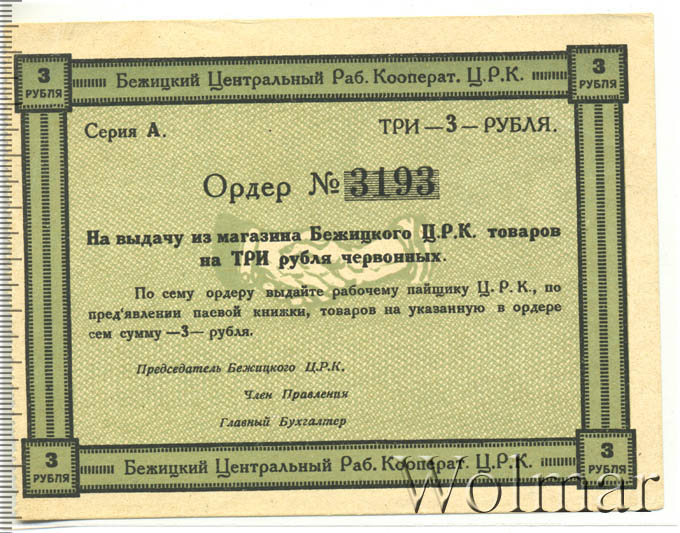 3 РУБЛЯ
Бежицкий Центральный Раб. Кооперат. Ц.Р.К.
3 РУБЛЯ
Серия А.
ТРИ —3— РУБЛЯ.
Ордер № 3193
На выдачу из магазина Бежицкого Ц.Р.К. товаров
на ТРИ рубля червонных.
По сему ордеру выдайте рабочему пайщику Ц. Р. К., по
пред'явлении паевой книжки, товаров на указанную в ордере
сем сумму —3— рубля.
Председатель Бежицкого Ц.Р.К.
Член Правления
Главный Бухгалтер
3 РУБЛЯ
Бежицкий Центральный Раб. Кооперат. Ц.Р.К.
3 РУБЛЯ
Wolmar